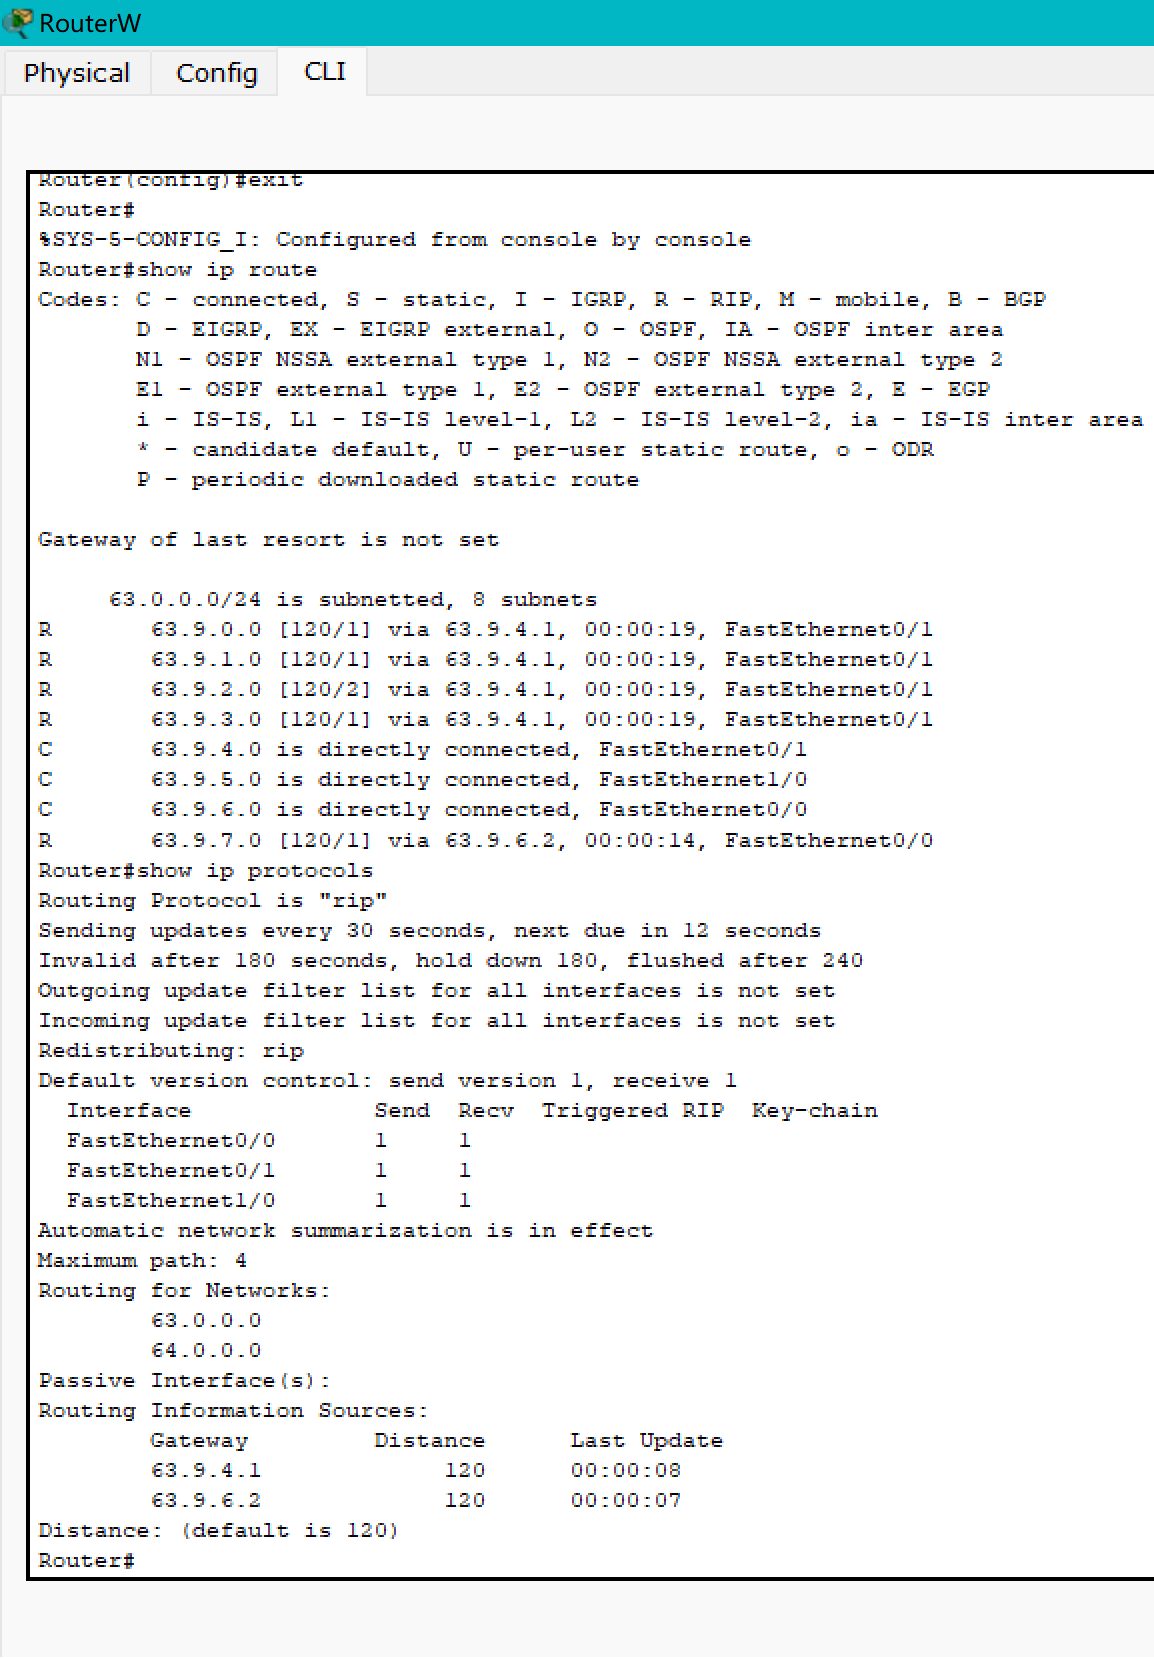 RouterW
Physical Config CLI
Router(config)#exit
Router#
%SYS-5-CONFIG_I: Configured from console by console
Router#show ip route
Codes: C - connected, S - static, I - IGRP, R - RIP, M - mobile, B - BGP
D - EIGRP, EX - EIGRP external, O - OSPF, IA - OSPF inter area
N1 - OSPF NSSA external type 1, N2 - OSPF NSSA external type 2
E1 - OSPF external type 1, E2 - OSPF external type 2, E - EGP
i - IS-IS, L1 - IS-IS level-1, L2 - IS-IS level-2, ia - IS-IS inter area
* - candidate default, U - per-user static route, o - ODR
P - periodic downloaded static route
Gateway of last resort is not set
63.0.0.0/24 is subnetted, 8 subnets
R 63.9.0.0 [120/1] via 63.9.4.1, 00:00:19, FastEthernet0/1
R 63.9.1.0 [120/1] via 63.9.4.1, 00:00:19, FastEthernet0/1
R 63.9.2.0 [120/2] via 63.9.4.1, 00:00:19, FastEthernet0/1
R 63.9.3.0 [120/1] via 63.9.4.1, 00:00:19, FastEthernet0/1
C 63.9.4.0 is directly connected, FastEthernet0/1
C 63.9.5.0 is directly connected, FastEthernet1/0
C 63.9.6.0 is directly connected, FastEthernet0/0
R 63.9.7.0 [120/1] via 63.9.6.2, 00:00:14, FastEthernet0/0
Router#show ip protocols
Routing Protocol is "rip"
Sending updates every 30 seconds, next due in 12 seconds
Invalid after 180 seconds, hold down 180, flushed after 240
Outgoing update filter list for all interfaces is not set
Incoming update filter list for all interfaces is not set
Redistributing: rip
Default version control: send version 1, receive 1
Interface Send Recv Triggered RIP Key-chain
FastEthernet0/0 1 1
FastEthernet0/1 1 1
FastEthernet1/0 1 1
Automatic network summarization is in effect
Maximum path: 4
Routing for Networks:
63.0.0.0
64.0.0.0
Passive Interface(s):
Routing Information Sources:
Gateway Distance Last Update
63.9.4.1 120 00:00:08
63.9.6.2 120 00:00:07
Distance: (default is 120)
Router#